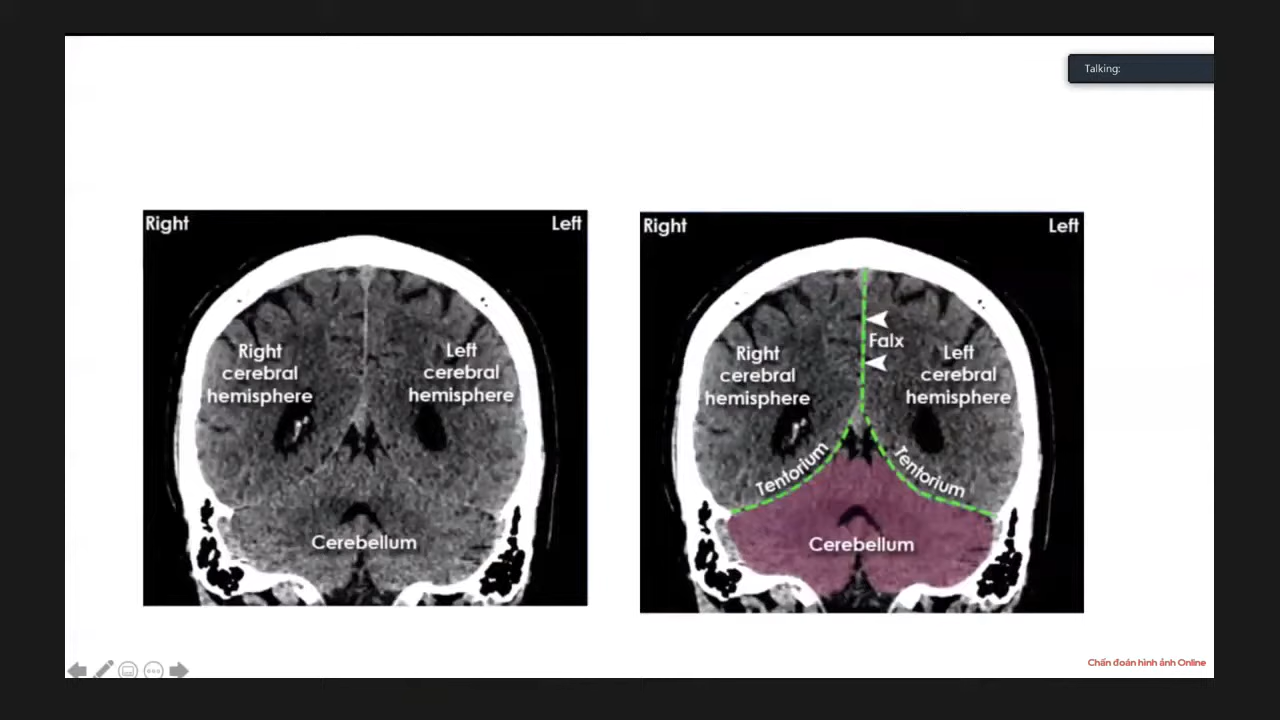 Talking:
Right
Left
Right
cerebral
hemisphere
Left
cerebral
hemisphere
Cerebellum
Right
Left
Falx
Right
cerebral
hemisphere
Left
cerebral
hemisphere
Tentorium
Tentorium
Cerebellum
Chẩn đoán hình ảnh Online